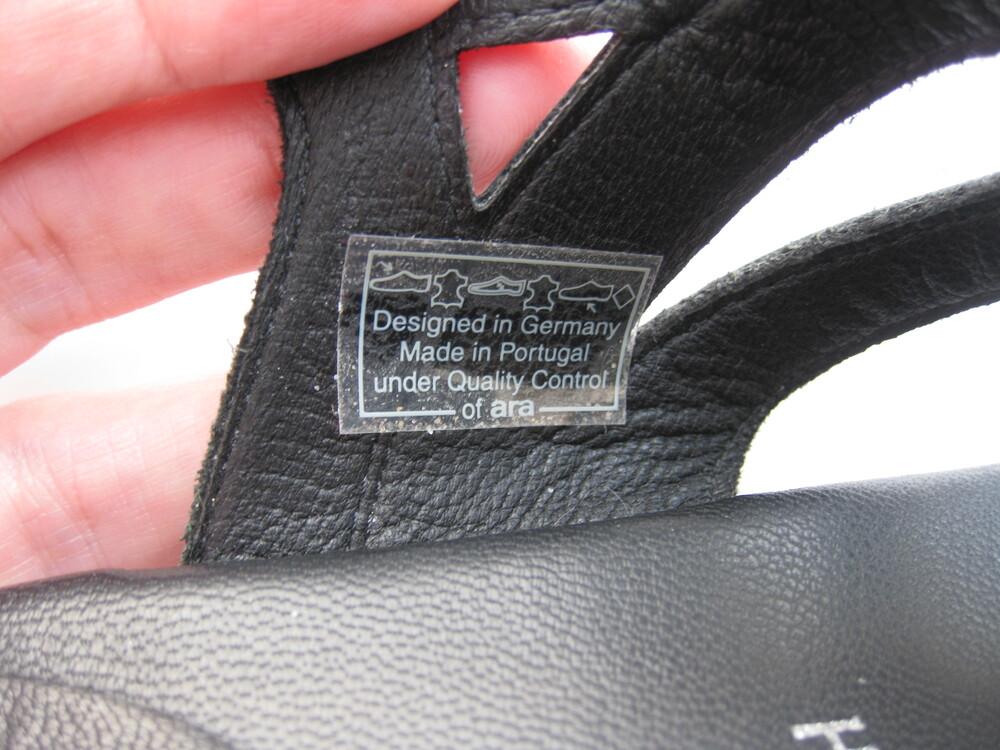 Designed in Germany
Made in Portugal
under Quality Control
of ara